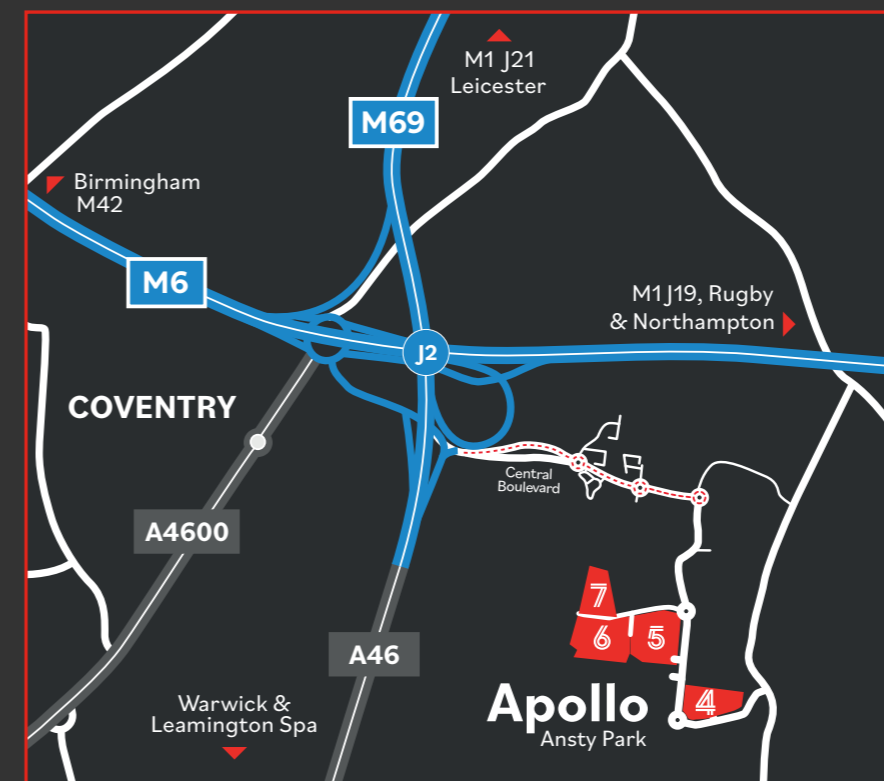 M1 J21
Leicester
M69
Birmingham
M42
M6
M1 J19, Rugby
& Northampton
J2
COVENTRY
Central
Boulevard
A4600
7
6
5
A46
4
Warwick &
Leamington Spa
Apollo
Ansty Park